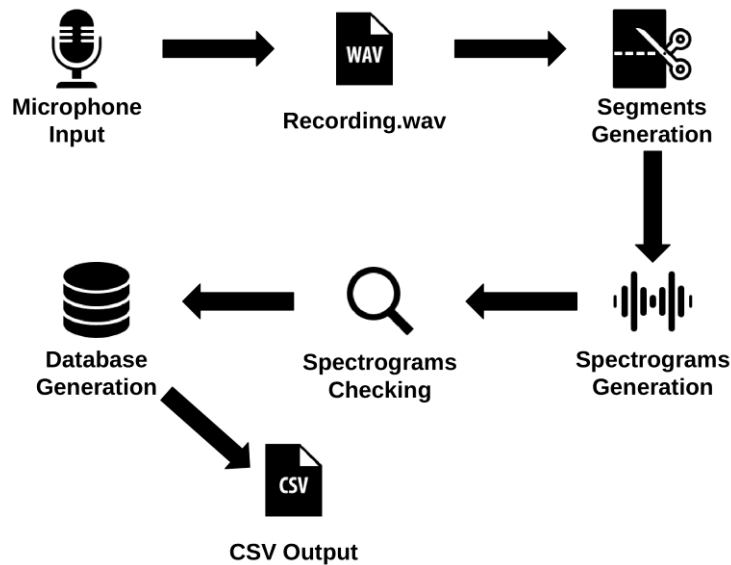 WAV
Microphone
Input
Recording.wav
Segments
Generation
Database
Generation
Spectrograms
Checking
Spectrograms
Generation
CSV
CSV Output